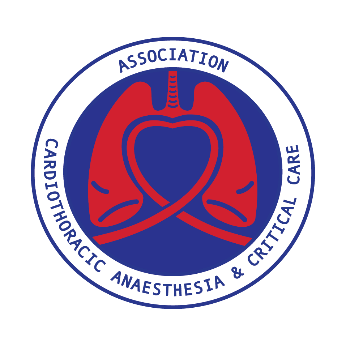 ASSOCIATION
CARDIOTHORACIC ANAESTHESIA & CRITICAL CARE